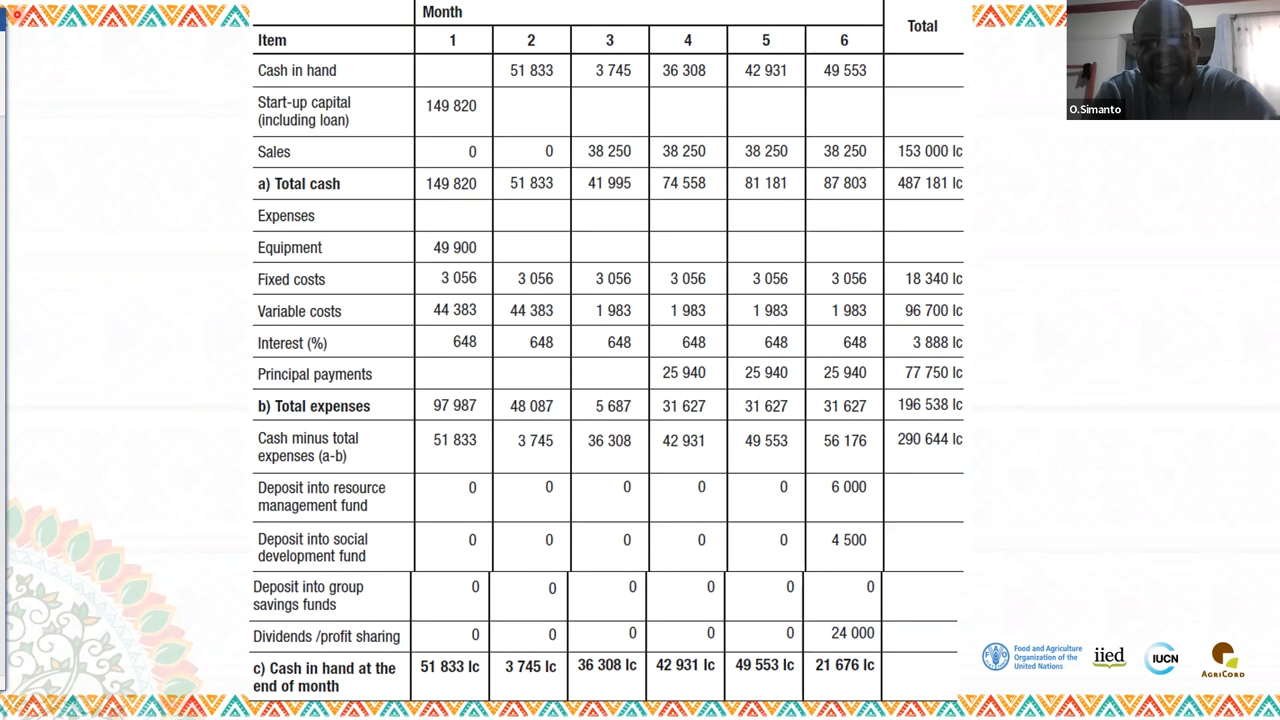 Month
Total
Item 1 2 3 4 5 6
Cash in hand 51 833 3 745 36 308 42 931 49 553
Start-up capital
(including loan) 149 820
Sales 0 0 38 250 38 250 38 250 38 250 153 000 lc
a) Total cash 149 820 51 833 41 995 74 558 81 181 87 803 487 181 lc
Expenses
Equipment 49 900
Fixed costs 3 056 3 056 3 056 3 056 3 056 3 056 18 340 lc
Variable costs 44 383 44 383 1 983 1 983 1 983 1 983 96 700 lc
Interest (%) 648 648 648 648 648 648 3 888 lc
Principal payments 25 940 25 940 25 940 77 750 lc
b) Total expenses 97 987 48 087 5 687 31 627 31 627 31 627 196 538 lc
Cash minus total
expenses (a-b) 51 833 3 745 36 308 42 931 49 553 56 176 290 644 lc
Deposit into resource
management fund 0 0 0 0 0 6 000
Deposit into social
development fund 0 0 0 0 0 4 500
Deposit into group
savings funds 0 0 0 0 0 0
Dividends /profit sharing 0 0 0 0 0 24 000
c) Cash in hand at the
end of month 51 833 lc 3 745 lc 36 308 lc 42 931 lc 49 553 lc 21 676 lc
O.Simanto
Food and Agriculture
Organization of the
United Nations
iied
IUCN
AGRICORD